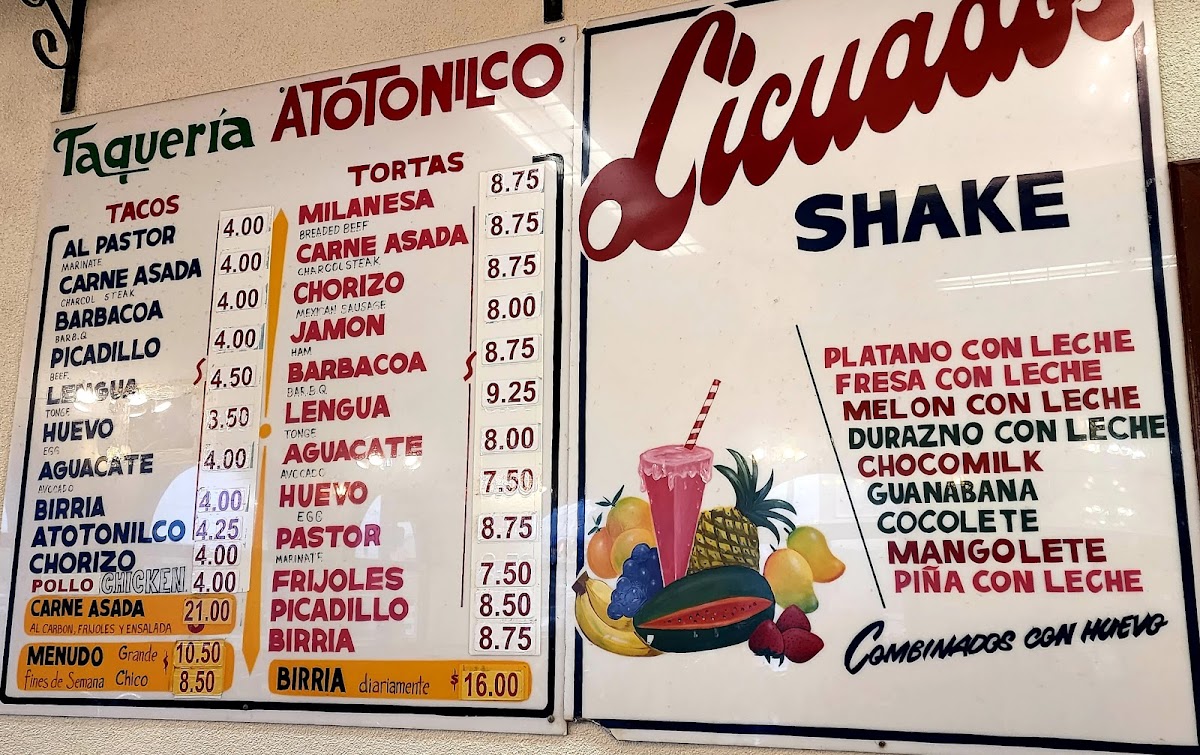 Taquería ATOTONILCO
TACOS
AL PASTOR 4.00
MARINATE
CARNE ASADA 4.00
CHARCOL STEAK
BARBACOA 4.00
BAR.B.Q
PICADILLO 4.00
BEEF
LENGUA 4.50
TONGE
HUEVO 3.50
EGG
AGUACATE 4.00
AVOCADO
BIRRIA 4.00
ATOTONILCO 4.25
CHORIZO 4.00
POLLO CHICKEN 4.00
CARNE ASADA 21.00
AL CARBON, FRIJOLES Y ENSALADA
MENUDO Grande 10.50
fines de Semana Chico 8.50
TORTAS
MILANESA 8.75
BREADED BEEF
CARNE ASADA 8.75
CHARCOL STEAK
CHORIZO 8.75
MEXICAN SAUSAGE
JAMON 8.00
HAM
BARBACOA 8.75
BAR.B.Q
LENGUA 9.25
TONGE
AGUACATE 8.00
AVOCADO
HUEVO 7.50
EGG
PASTOR 8.75
MARINATE
FRIJOLES 7.50
PICADILLO 8.50
BIRRIA 8.75
BIRRIA diariamente $16.00
Licuados
SHAKE
PLATANO CON LECHE
FRESA CON LECHE
MELON CON LECHE
DURAZNO CON LECHE
CHOCOMILK
GUANABANA
COCOLETE
MANGOLETE
PIÑA CON LECHE
COMBINADOS CON HUEVO